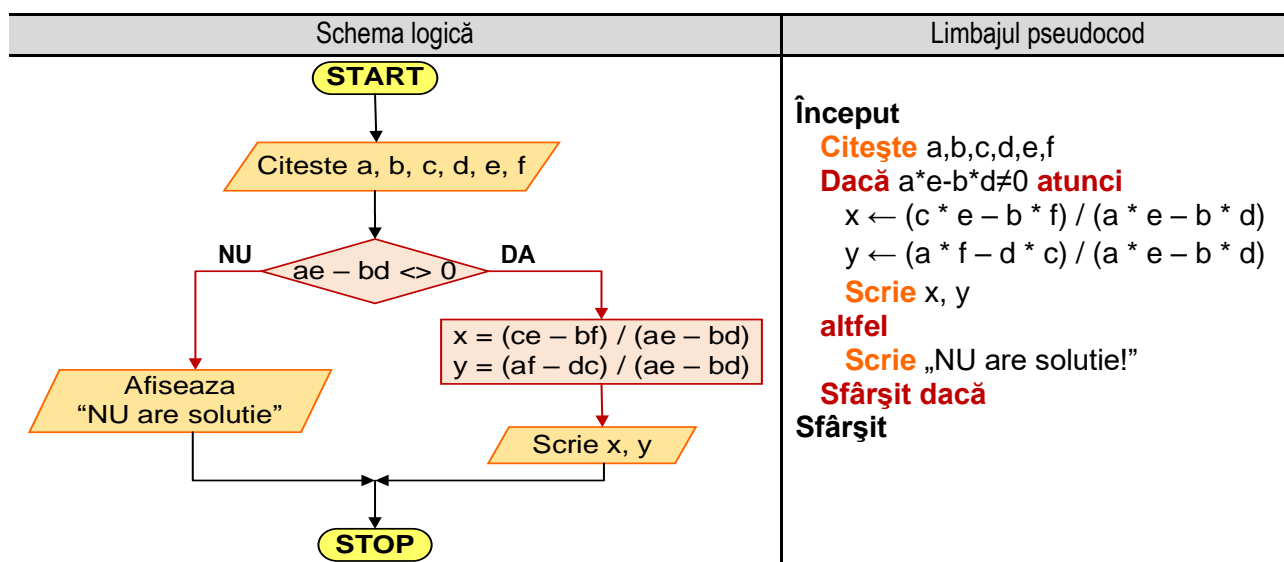 Schema logică
Limbajul pseudocod
START
Citeste a, b, c, d, e, f
NU
ae – bd <> 0
DA
x = (ce – bf) / (ae – bd)
y = (af – dc) / (ae – bd)
Afiseaza
“NU are solutie”
Scrie x, y
STOP
Început
Citeşte a,b,c,d,e,f
Dacă a*e-b*d≠0 atunci
x ← (c * e – b * f) / (a * e – b * d)
y ← (a * f – d * c) / (a * e – b * d)
Scrie x, y
altfel
Scrie „NU are solutie!”
Sfârşit dacă
Sfârşit